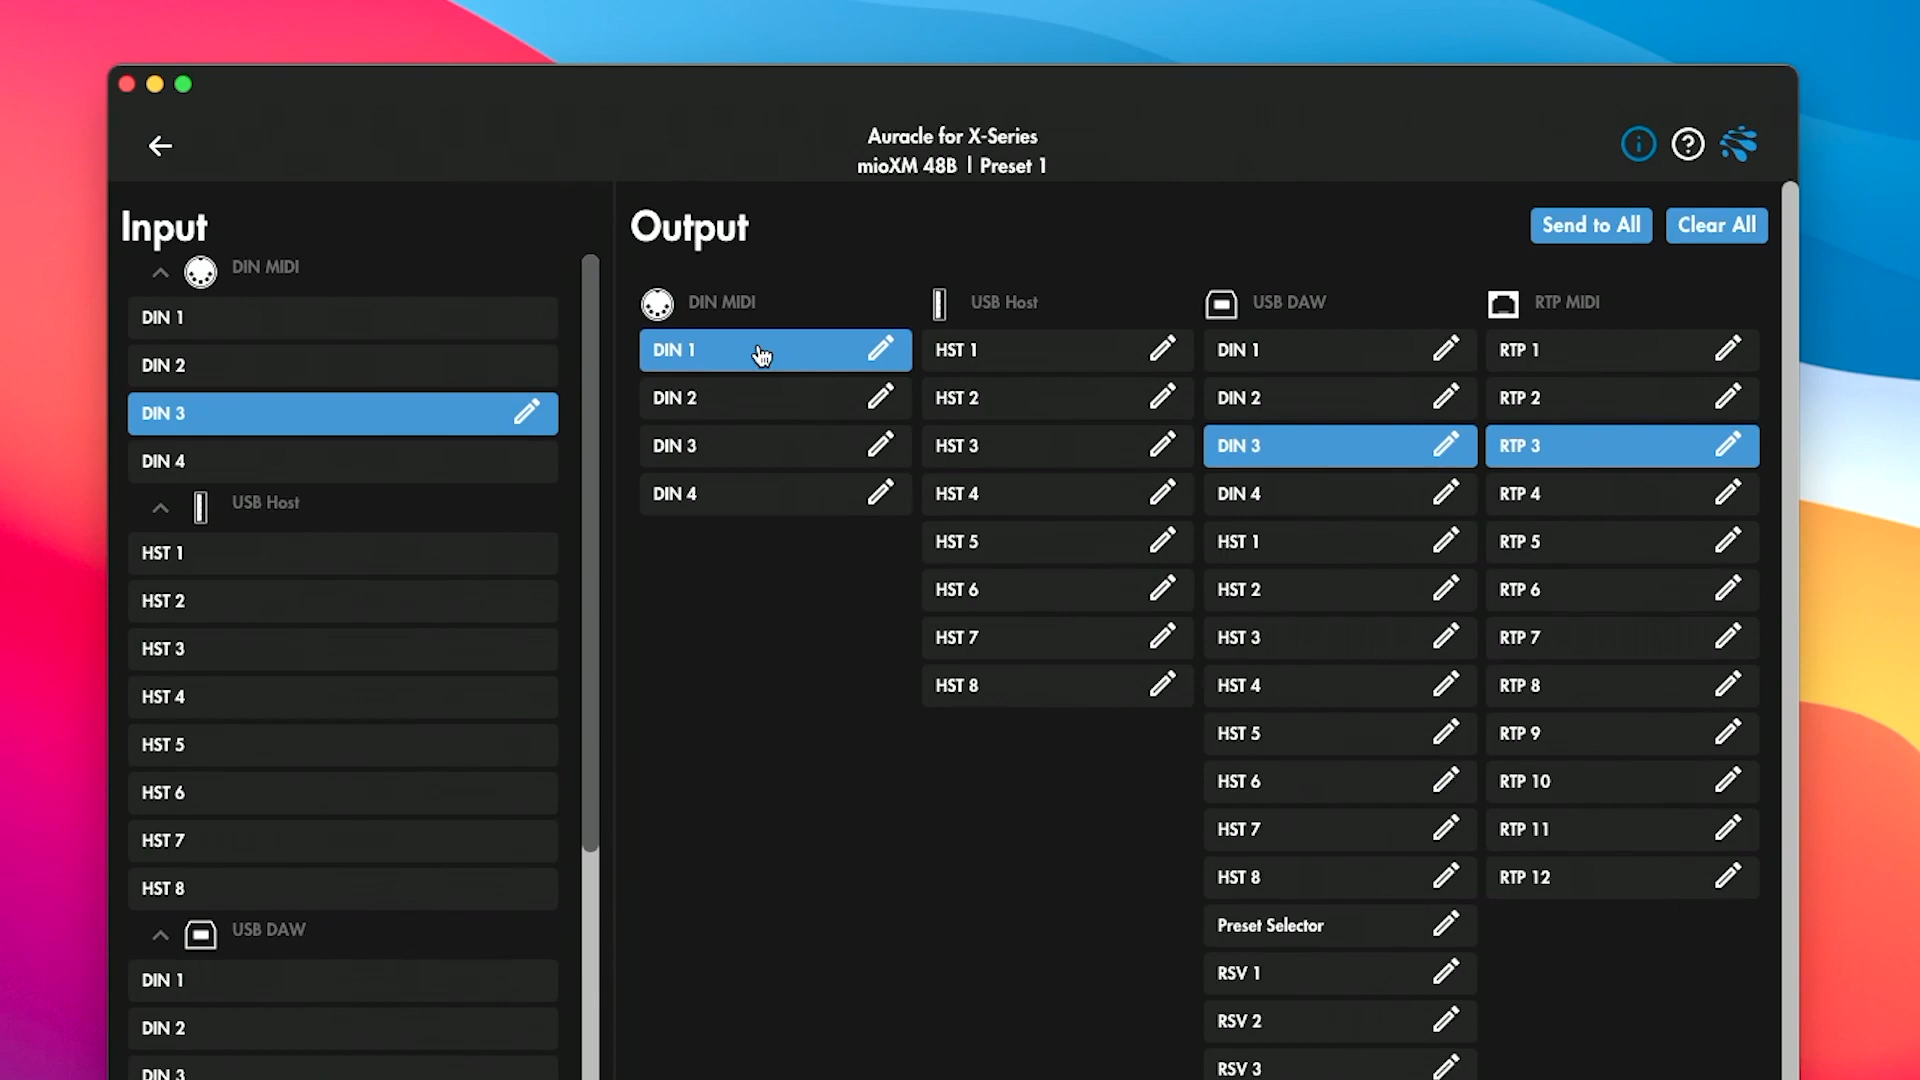 Auracle for X-Series
mioXM 48B | Preset 1
Input
DIN MIDI
DIN 1
DIN 2
DIN 3
DIN 4
USB Host
HST 1
HST 2
HST 3
HST 4
HST 5
HST 6
HST 7
HST 8
USB DAW
DIN 1
DIN 2
DIN 3
Output
Send to All
Clear All
DIN MIDI
DIN 1
DIN 2
DIN 3
DIN 4
USB Host
HST 1
HST 2
HST 3
HST 4
HST 5
HST 6
HST 7
HST 8
USB DAW
DIN 1
DIN 2
DIN 3
DIN 4
HST 1
HST 2
HST 3
HST 4
HST 5
HST 6
HST 7
HST 8
Preset Selector
RSV 1
RSV 2
RSV 3
RTP MIDI
RTP 1
RTP 2
RTP 3
RTP 4
RTP 5
RTP 6
RTP 7
RTP 8
RTP 9
RTP 10
RTP 11
RTP 12